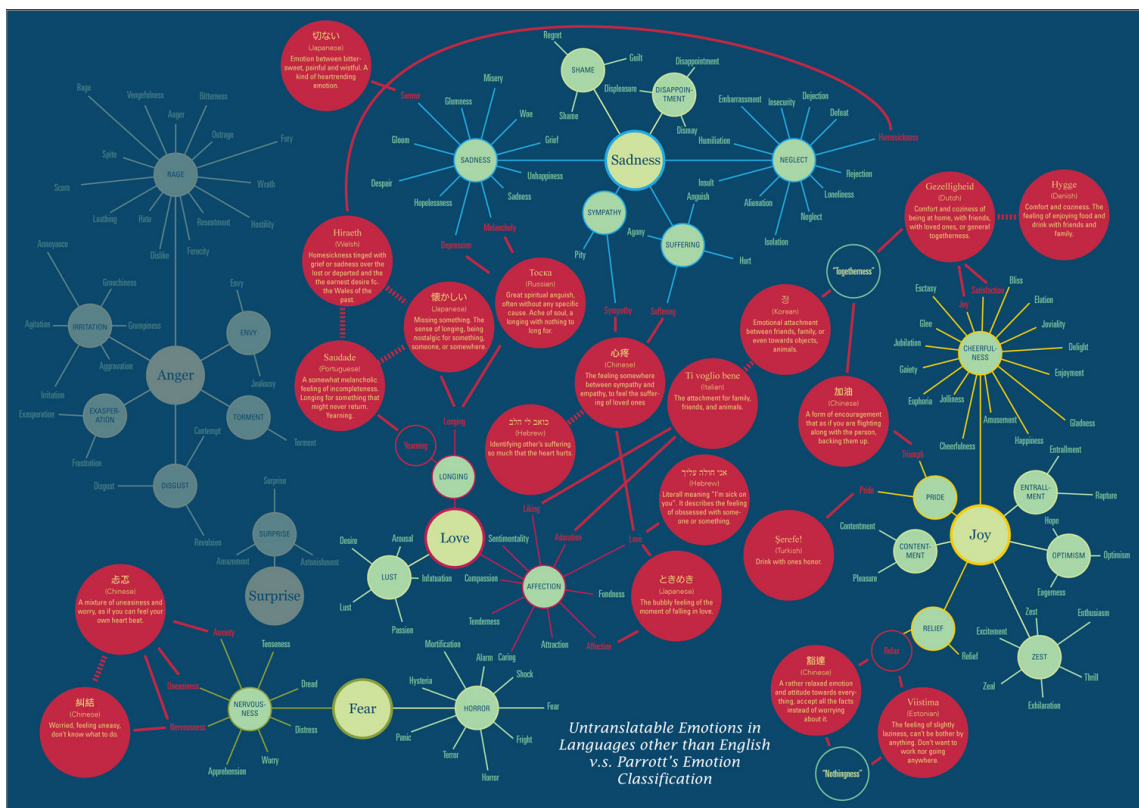 切ない
(Japanese)
Emotion between bitter-
sweet, painful and wistful. A
kind of heartrending
emotion.
Regret
Guilt
SHAME
Shame
Disappointment
Displeasure
DISAPPOIN-
TMENT
Dismay
Misery
Sorrow
Glumness
Woe
Gloom
Grief
SADNESS
Despair
Unhappiness
Hopelessness
Sadness
Depression
Melancholy
Sadness
Embarrassment
Insecurity
Dejection
Defeat
Homesickness
Humiliation
NEGLECT
Rejection
Insult
Loneliness
Alienation
Neglect
Isolation
SYMPATHY
Pity
Sympathy
Anguish
Agony
SUFFERING
Hurt
Suffering
Rage
Vengefulness
Bitterness
Anger
Outrage
Fury
Spite
RAGE
Scorn
Wrath
Loathing
Hate
Resentment
Hostility
Dislike
Ferocity
Annoyance
Grouchiness
Agitation
IRRITATION
Grumpiness
Aggravation
Irritation
Envy
ENVY
Jealousy
Anger
Exasperation
EXASPER-
ATION
Frustration
TORMENT
Torment
Contempt
Disgust
DISGUST
Revulsion
Surprise
SURPRISE
Amazement
Astonishment
Surprise
Hiraeth
(Welsh)
Homesickness tinged with
grief or sadness over the
lost or departed and the
earnest desire fc.
the Wales of the
past.
懐かしい
(Japanese)
Missing something. The
sense of longing, being
nostalgic for something,
someone, or somewhere.
Тоска
(Russian)
Great spiritual anguish,
often without any specific
cause. Ache of soul, a
longing with nothing to
long for.
Saudade
(Portuguese)
A somewhat melancholic
feeling of incompleteness.
Longing for something that
might never return.
Yearning.
Yearning
Longing
LONGING
Love
心疼
(Chinese)
The feeling somewhere
between sympathy and
empathy, to feel the suffer-
ing of loved ones
כואב לי הלב
(Hebrew)
Identifying other's suffering
so much that the heart hurts.
Ti voglio bene
(Italian)
The attachment for family,
friends, and animals.
정
(Korean)
Emotional attachment
between friends, family, or
even towards objects,
animals.
"Togetherness"
Gezelligheid
(Dutch)
Comfort and coziness of
being at home, with friends,
with loved ones, or general
togetherness.
Hygge
(Danish)
Comfort and coziness. The
feeling of enjoying food and
drink with friends and
family.
加油
(Chinese)
A form of encouragement
that as if you are flighting
along with the person,
backing them up.
אני חולה עליך
(Hebrew)
Literall meaning "I'm sick on
you". It describes the feeling
of obssessed with some-
one or something.
Şerefe!
(Turkish)
Drink with ones honor.
ときめき
(Japanese)
The bubbly feeling of the
moment of falling in love.
Desire
Arousal
LUST
Infatuation
Lust
Passion
Liking
Sentimentality
Adoration
Love
Compassion
AFFECTION
Fondness
Tenderness
Caring
Attraction
Affection
Joy
Satisfaction
Bliss
Ecstasy
Elation
Glee
Joviality
Jubilation
CHEERFUL-
NESS
Delight
Gaiety
Enjoyment
Euphoria
Jolliness
Amusement
Gladness
Cheerfulness
Happiness
Triumph
Pride
PRIDE
Entrallment
ENTRALL-
MENT
Rapture
Contentment
CONTENT-
MENT
Pleasure
Joy
Hope
OPTIMISM
Optimism
Eagerness
RELIEF
Relief
Relax
Zest
Enthusiasm
Excitement
ZEST
Zeal
Thrill
Exhilaration
忐忑
(Chinese)
A mixture of uneasiness and
worry, as if you can feel your
own heart beat.
糾結
(Chinese)
Worried, feeling uneasy,
don't know what to do.
Anxiety
Tenseness
Uneasiness
Dread
Nervousness
NERVOUS-
NESS
Distress
Apprehension
Worry
Fear
Mortification
Alarm
Hysteria
Shock
HORROR
Fear
Panic
Fright
Terror
Horror
豁達
(Chinese)
A rather relaxed emotion
and attitude towards every-
thing, accept all the facts
instead of worrying
about it.
Viistima
(Estonian)
The feeling of slightly
laziness, can't be bother by
anything. Don't want to
work nor going
anywhere.
"Nothingness"
Untranslatable Emotions in
Languages other than English
v.s. Parrott's Emotion
Classification